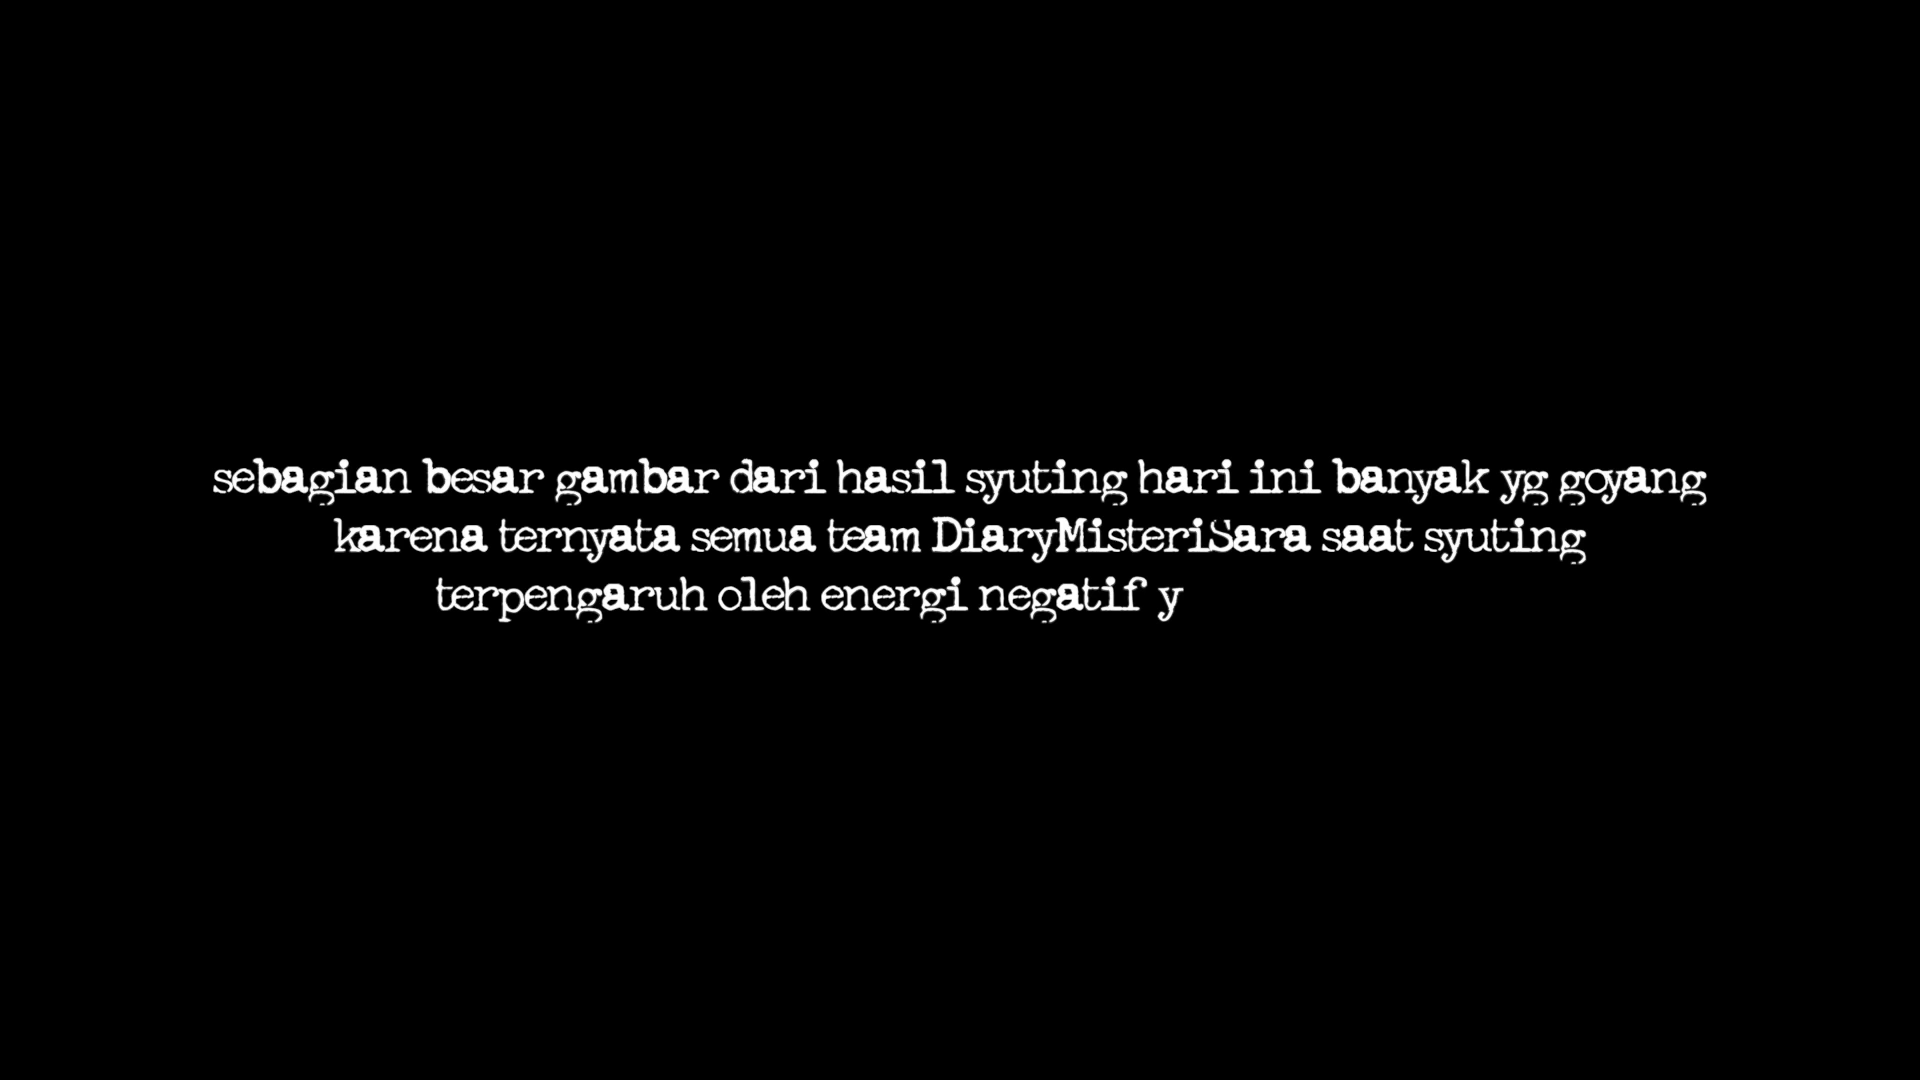 sebagian besar gambar dari hasil syuting hari ini banyak yg goyang
karena ternyata semua team DiaryMisteriSara saat syuting
terpengaruh oleh energi negatif y